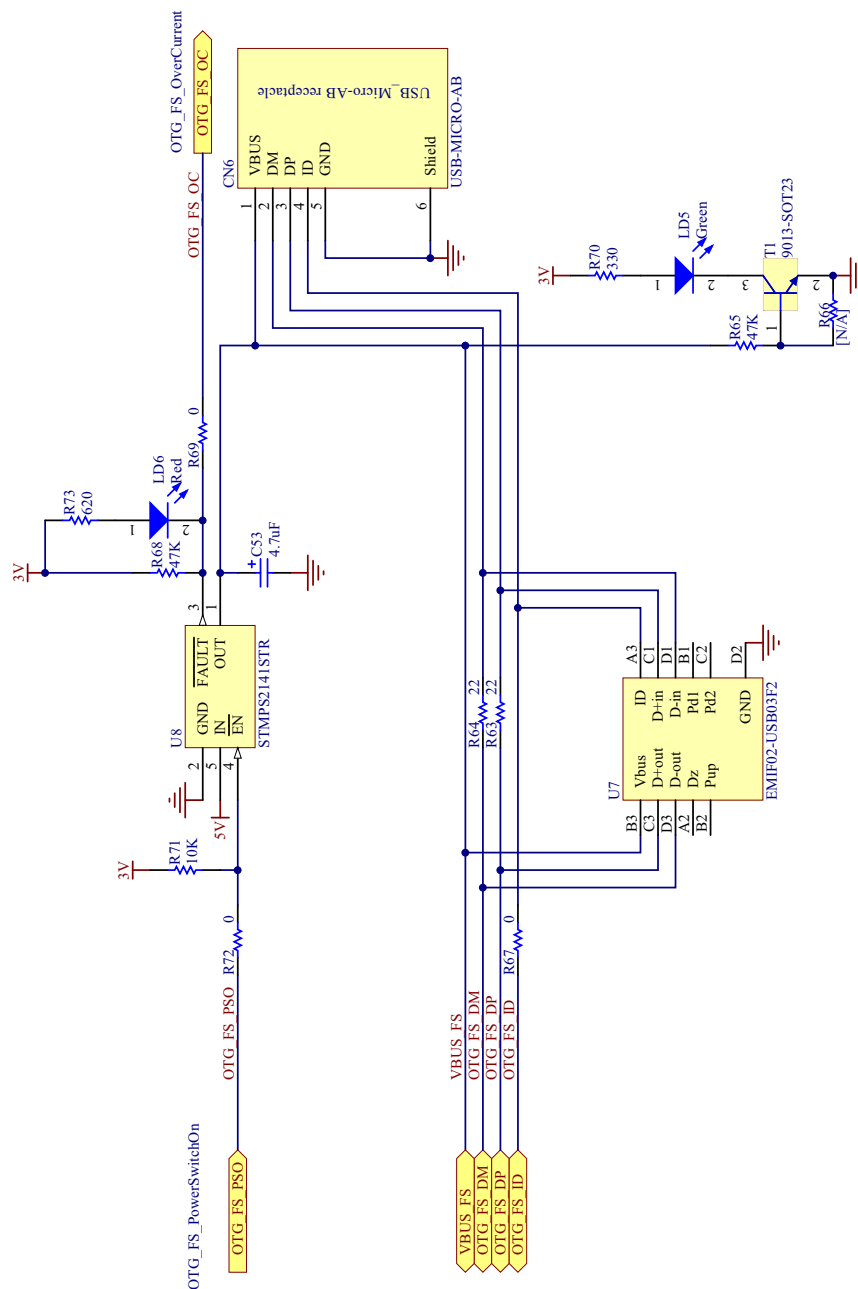 OTG_FS_OverCurrent
OTG_FS_OC
OTG_FS_OC
USB_Micro-AB receptacle
CN6
VBUS
DM
DP
ID
GND
Shield
USB-MICRO-AB
1
2
3
4
5
6
3V
R70
330
1
LD5
Green
2
3
T1
9013-SOT23
1
2
R65
47K
R66
[N/A]
0
R69
3V
R73
620
1
LD6
Red
2
R68
47K
C53
4.7uF
+
3
1
U8
GND
FAULT
IN
OUT
EN
STMPS2141STR
2
5
4
5V
3V
R71
10K
0
R72
OTG_FS_PSO
OTG_FS_PowerSwitchOn
OTG_FS_PSO
R64
22
R63
22
A3
C1
D1
B1
C2
D2
U7
ID
D+in
D-in
Pd1
Pd2
GND
Vbus
D+out
D-out
Dz
Pup
EMIF02-USB03F2
B3
C3
D3
A2
B2
0
R67
VBUS_FS
OTG_FS_DM
OTG_FS_DP
OTG_FS_ID
VBUS_FS
OTG_FS_DM
OTG_FS_DP
OTG_FS_ID